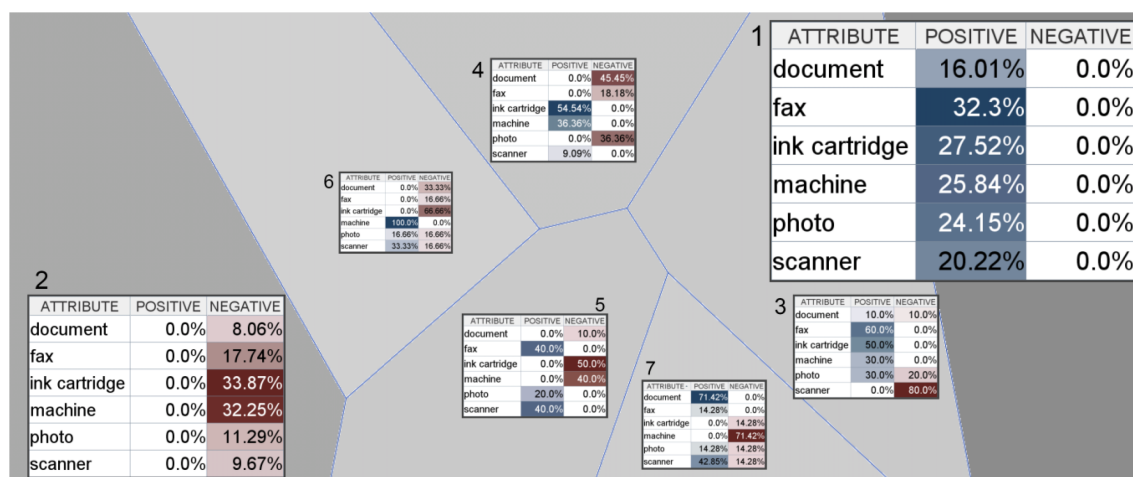 1
ATTRIBUTE POSITIVE NEGATIVE
document 16.01% 0.0%
fax 32.3% 0.0%
ink cartridge 27.52% 0.0%
machine 25.84% 0.0%
photo 24.15% 0.0%
scanner 20.22% 0.0%
4
ATTRIBUTE POSITIVE NEGATIVE
document 0.0% 45.45%
fax 0.0% 18.18%
ink cartridge 54.54% 0.0%
machine 36.36% 0.0%
photo 0.0% 36.36%
scanner 9.09% 0.0%
6
ATTRIBUTE POSITIVE NEGATIVE
document 0.0% 33.33%
fax 0.0% 16.66%
ink cartridge 0.0% 66.66%
machine 100.0% 0.0%
photo 16.66% 16.66%
scanner 33.33% 16.66%
2
ATTRIBUTE POSITIVE NEGATIVE
document 0.0% 8.06%
fax 0.0% 17.74%
ink cartridge 0.0% 33.87%
machine 0.0% 32.25%
photo 0.0% 11.29%
scanner 0.0% 9.67%
5
ATTRIBUTE POSITIVE NEGATIVE
document 0.0% 10.0%
fax 40.0% 0.0%
ink cartridge 0.0% 50.0%
machine 0.0% 40.0%
photo 20.0% 0.0%
scanner 40.0% 0.0%
3
ATTRIBUTE POSITIVE NEGATIVE
document 10.0% 10.0%
fax 60.0% 0.0%
ink cartridge 50.0% 0.0%
machine 30.0% 0.0%
photo 30.0% 20.0%
scanner 0.0% 80.0%
7
ATTRIBUTE - POSITIVE NEGATIVE
document 71.42% 0.0%
fax 14.28% 0.0%
ink cartridge 0.0% 14.28%
machine 0.0% 71.42%
photo 14.28% 14.28%
scanner 42.85% 14.28%